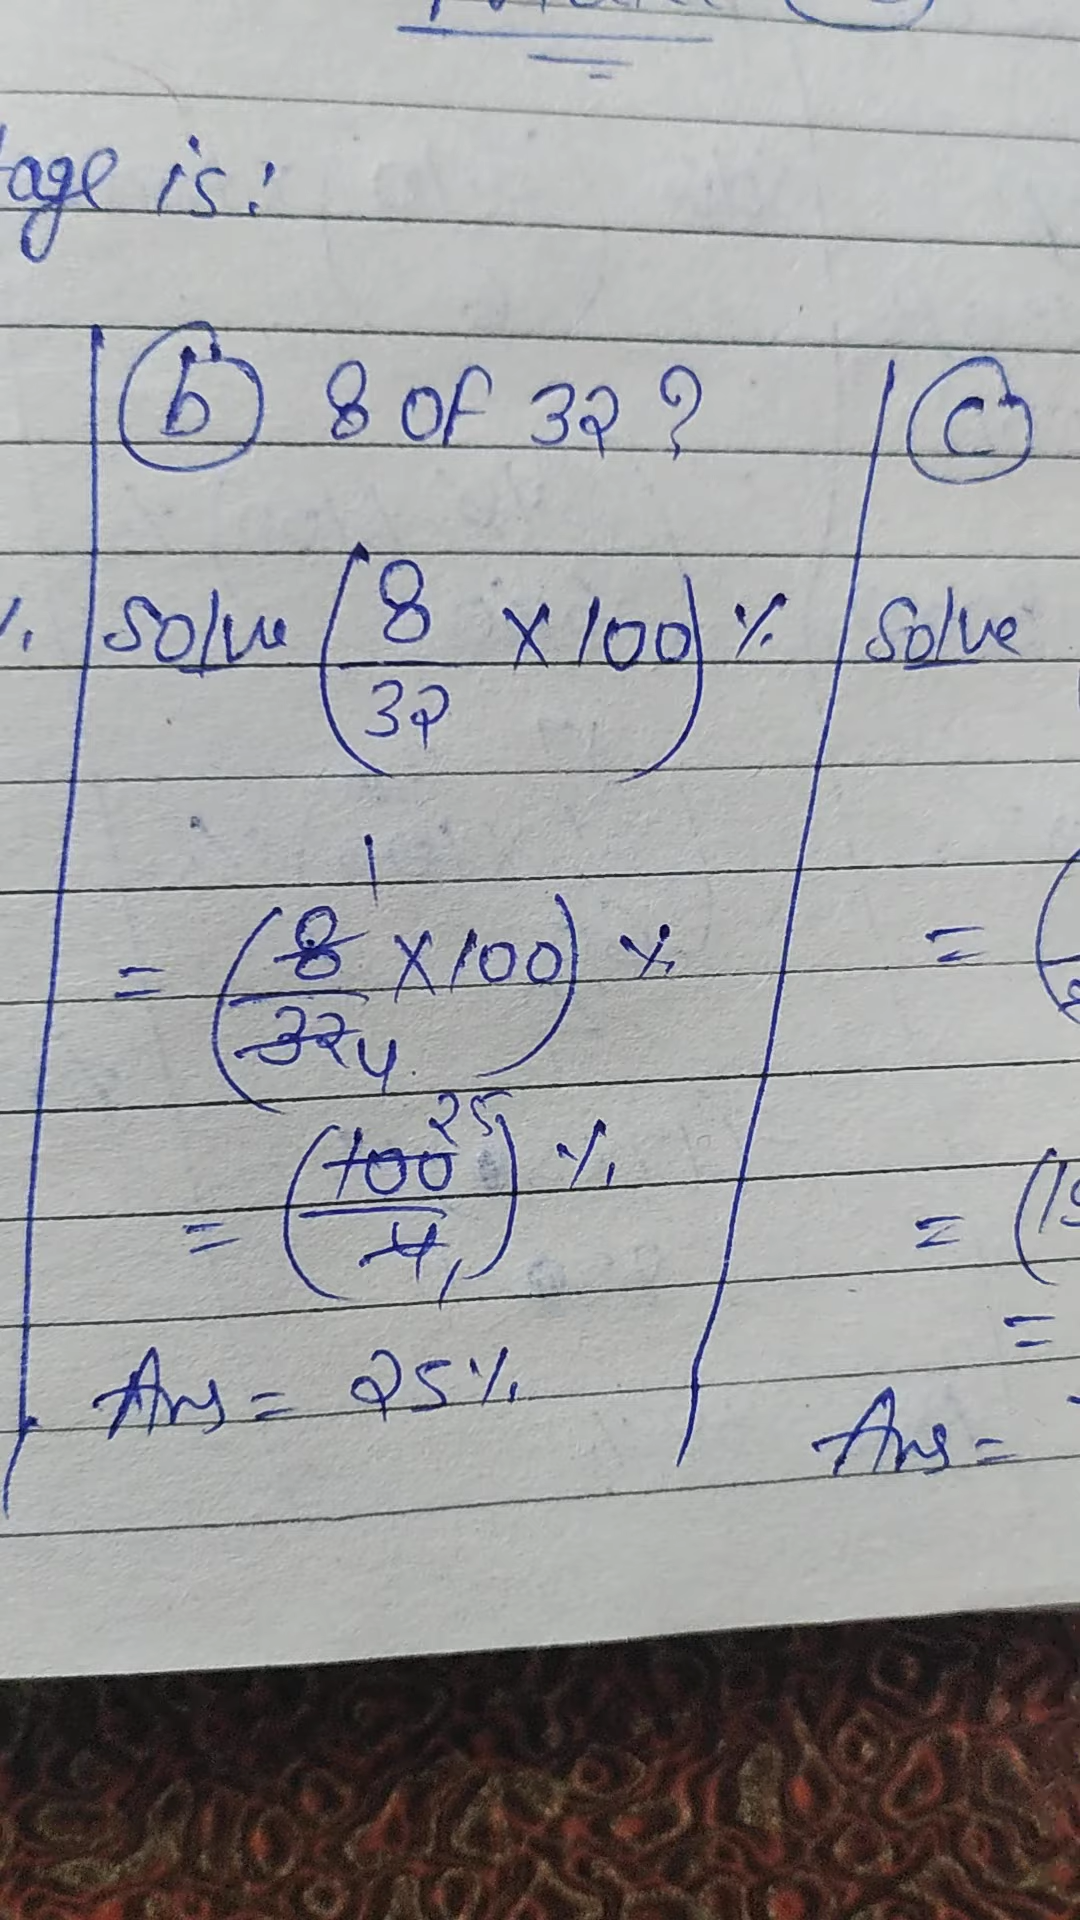 age is:
(b) 8 of 32 ?
Solve (8/32 × 100) %
1
= (8/32 4 × 100) %
= (100 25 / 4 1) %
Ans = 25%
(c)
Solve
=
= (
=
Ans =